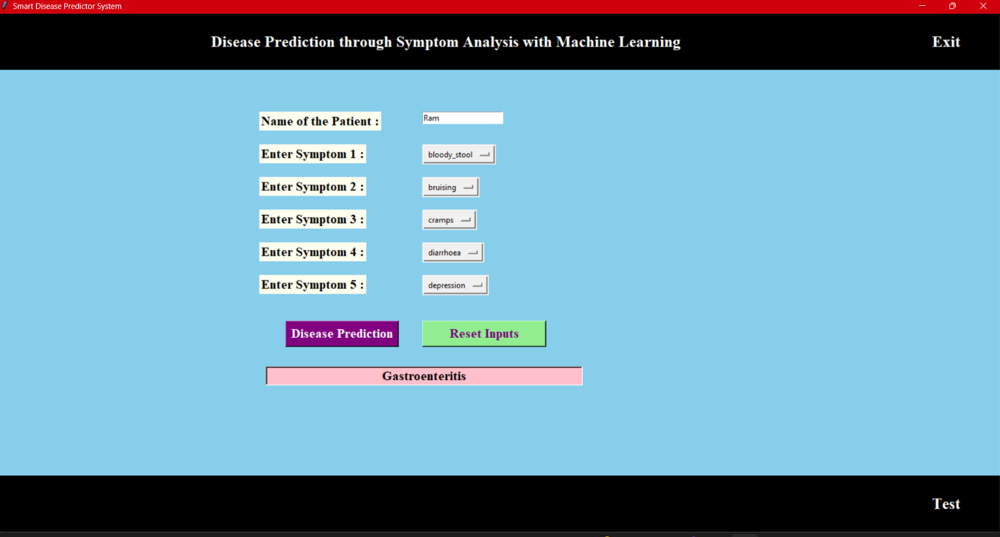 Smart Disease Predictor System
Disease Prediction through Symptom Analysis with Machine Learning
Exit
Name of the Patient :
Ram
Enter Symptom 1 :
bloody_stool
Enter Symptom 2 :
bruising
Enter Symptom 3 :
cramps
Enter Symptom 4 :
diarrhoea
Enter Symptom 5 :
depression
Disease Prediction
Reset Inputs
Gastroenteritis
Test